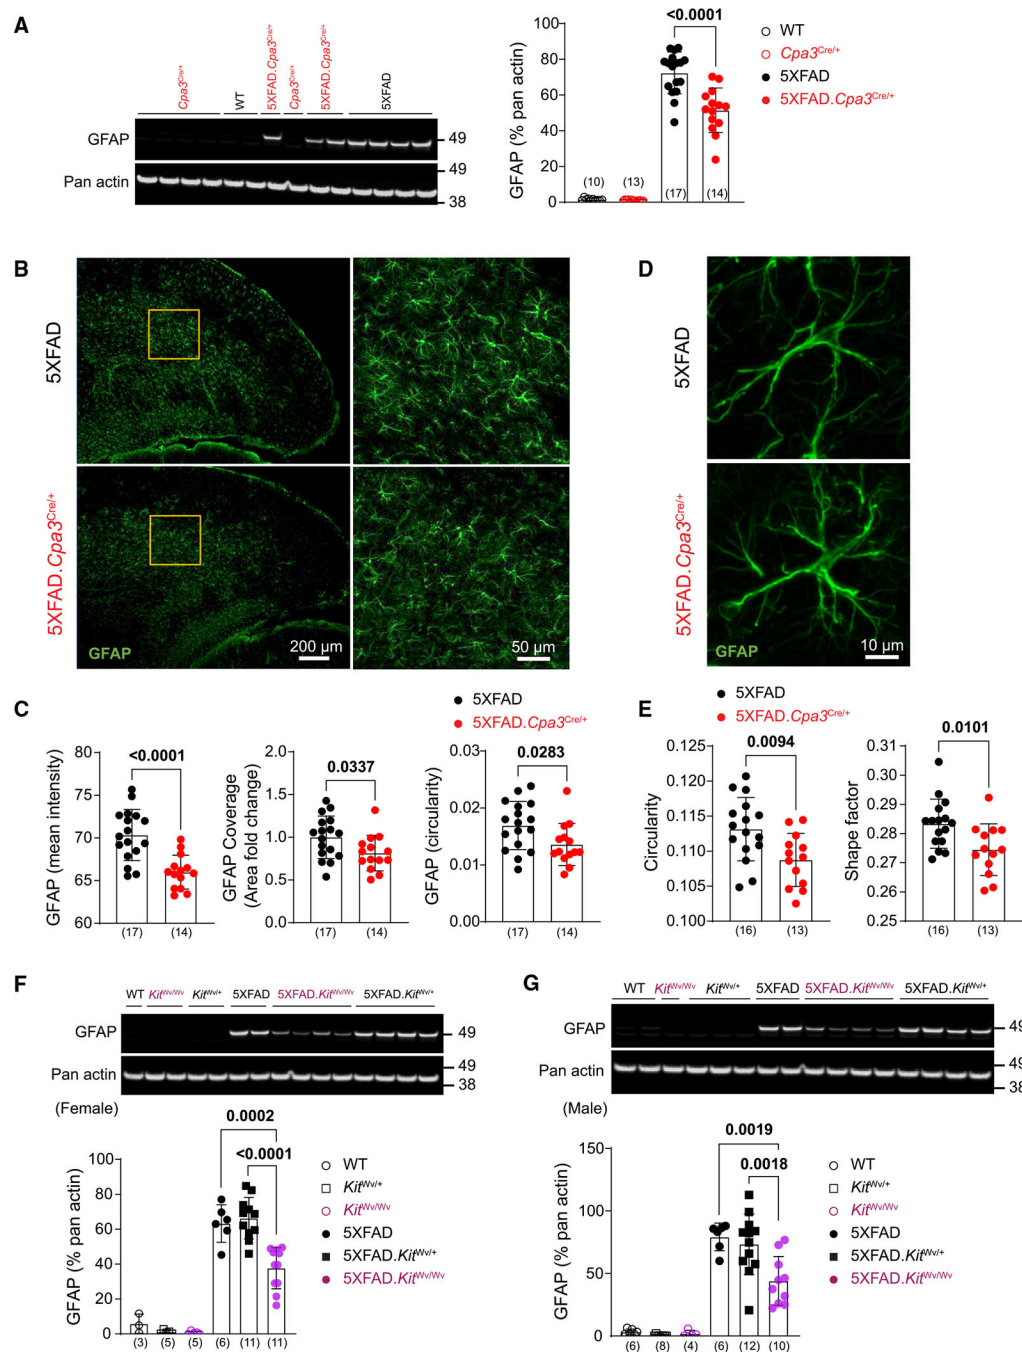 A
Cpa3Cre/+
WT
5XFAD.Cpa3Cre/+
Cpa3Cre/+
5XFAD.Cpa3Cre/+
5XFAD
GFAP
49
Pan actin
49
38
GFAP (% pan actin)
100
80
60
40
20
0
<0.0001
(10)
(13)
(17)
(14)
WT
Cpa3Cre/+
5XFAD
5XFAD.Cpa3Cre/+
B
5XFAD
5XFAD.Cpa3Cre/+
GFAP
200 µm
50 µm
D
5XFAD
5XFAD.Cpa3Cre/+
GFAP
10 µm
C
5XFAD
5XFAD.Cpa3Cre/+
GFAP (mean intensity)
80
75
70
65
60
<0.0001
(17)
(14)
GFAP Coverage
(Area fold change)
2.0
1.5
1.0
0.5
0.0
0.0337
(17)
(14)
GFAP (circularity)
0.03
0.02
0.01
0.00
0.0283
(17)
(14)
E
5XFAD
5XFAD.Cpa3Cre/+
Circularity
0.125
0.120
0.115
0.110
0.105
0.100
0.0094
(16)
(13)
Shape factor
0.31
0.30
0.29
0.28
0.27
0.26
0.25
0.0101
(16)
(13)
F
WT
KitWv/Wv
KitWv/+
5XFAD
5XFAD.KitWv/Wv
5XFAD.KitWv/+
GFAP
49
Pan actin
49
38
(Female)
GFAP (% pan actin)
100
80
60
40
20
0
0.0002
<0.0001
(3)
(5)
(5)
(6)
(11)
(11)
WT
KitWv/+
KitWv/Wv
5XFAD
5XFAD.KitWv/+
5XFAD.KitWv/Wv
G
WT
KitWv/Wv
KitWv/+
5XFAD
5XFAD.KitWv/Wv
5XFAD.KitWv/+
GFAP
49
Pan actin
49
38
(Male)
GFAP (% pan actin)
150
100
50
0
0.0019
0.0018
(6)
(8)
(4)
(6)
(12)
(10)
WT
KitWv/+
KitWv/Wv
5XFAD
5XFAD.KitWv/+
5XFAD.KitWv/Wv